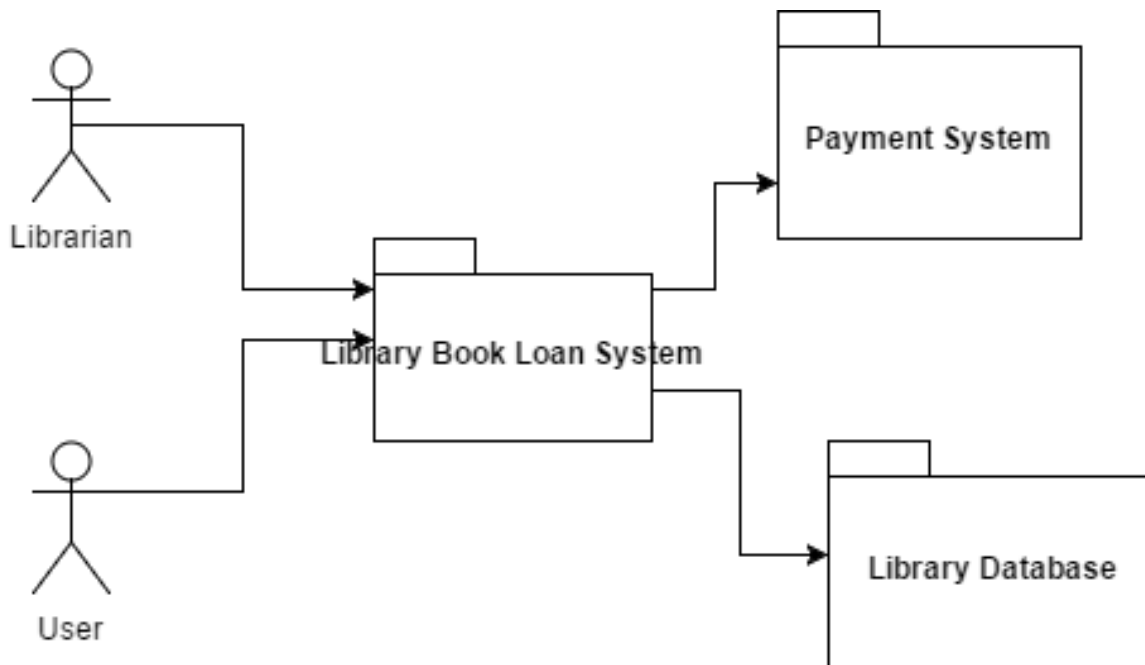 Payment System
Librarian
Library Book Loan System
Library Database
User